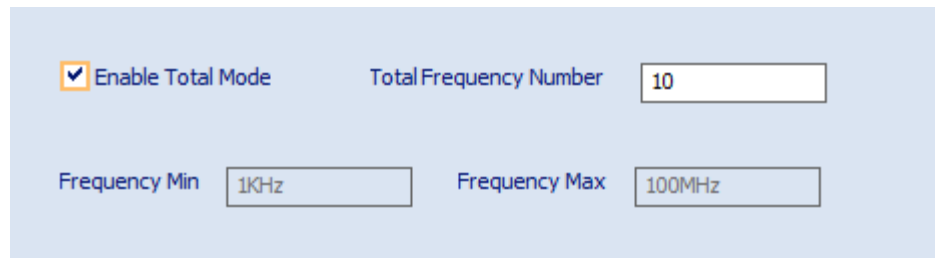 Enable Total Mode Total Frequency Number 10
Frequency Min 1KHz Frequency Max 100MHz